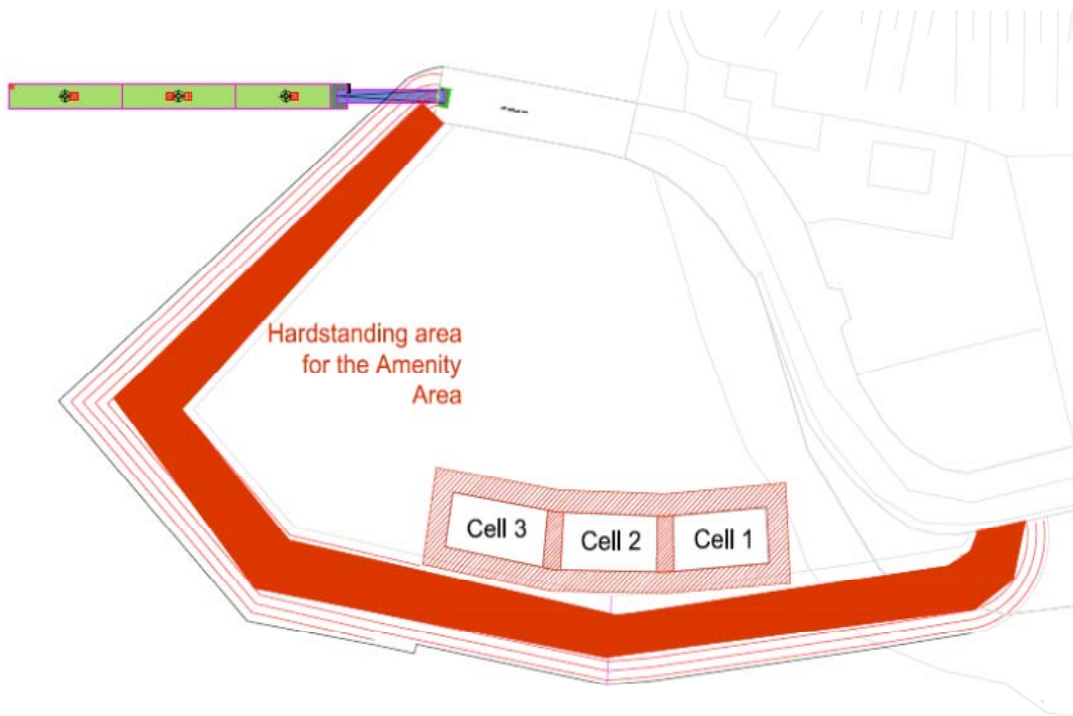 Hardstanding area
for the Amenity
Area
Cell 3
Cell 2
Cell 1